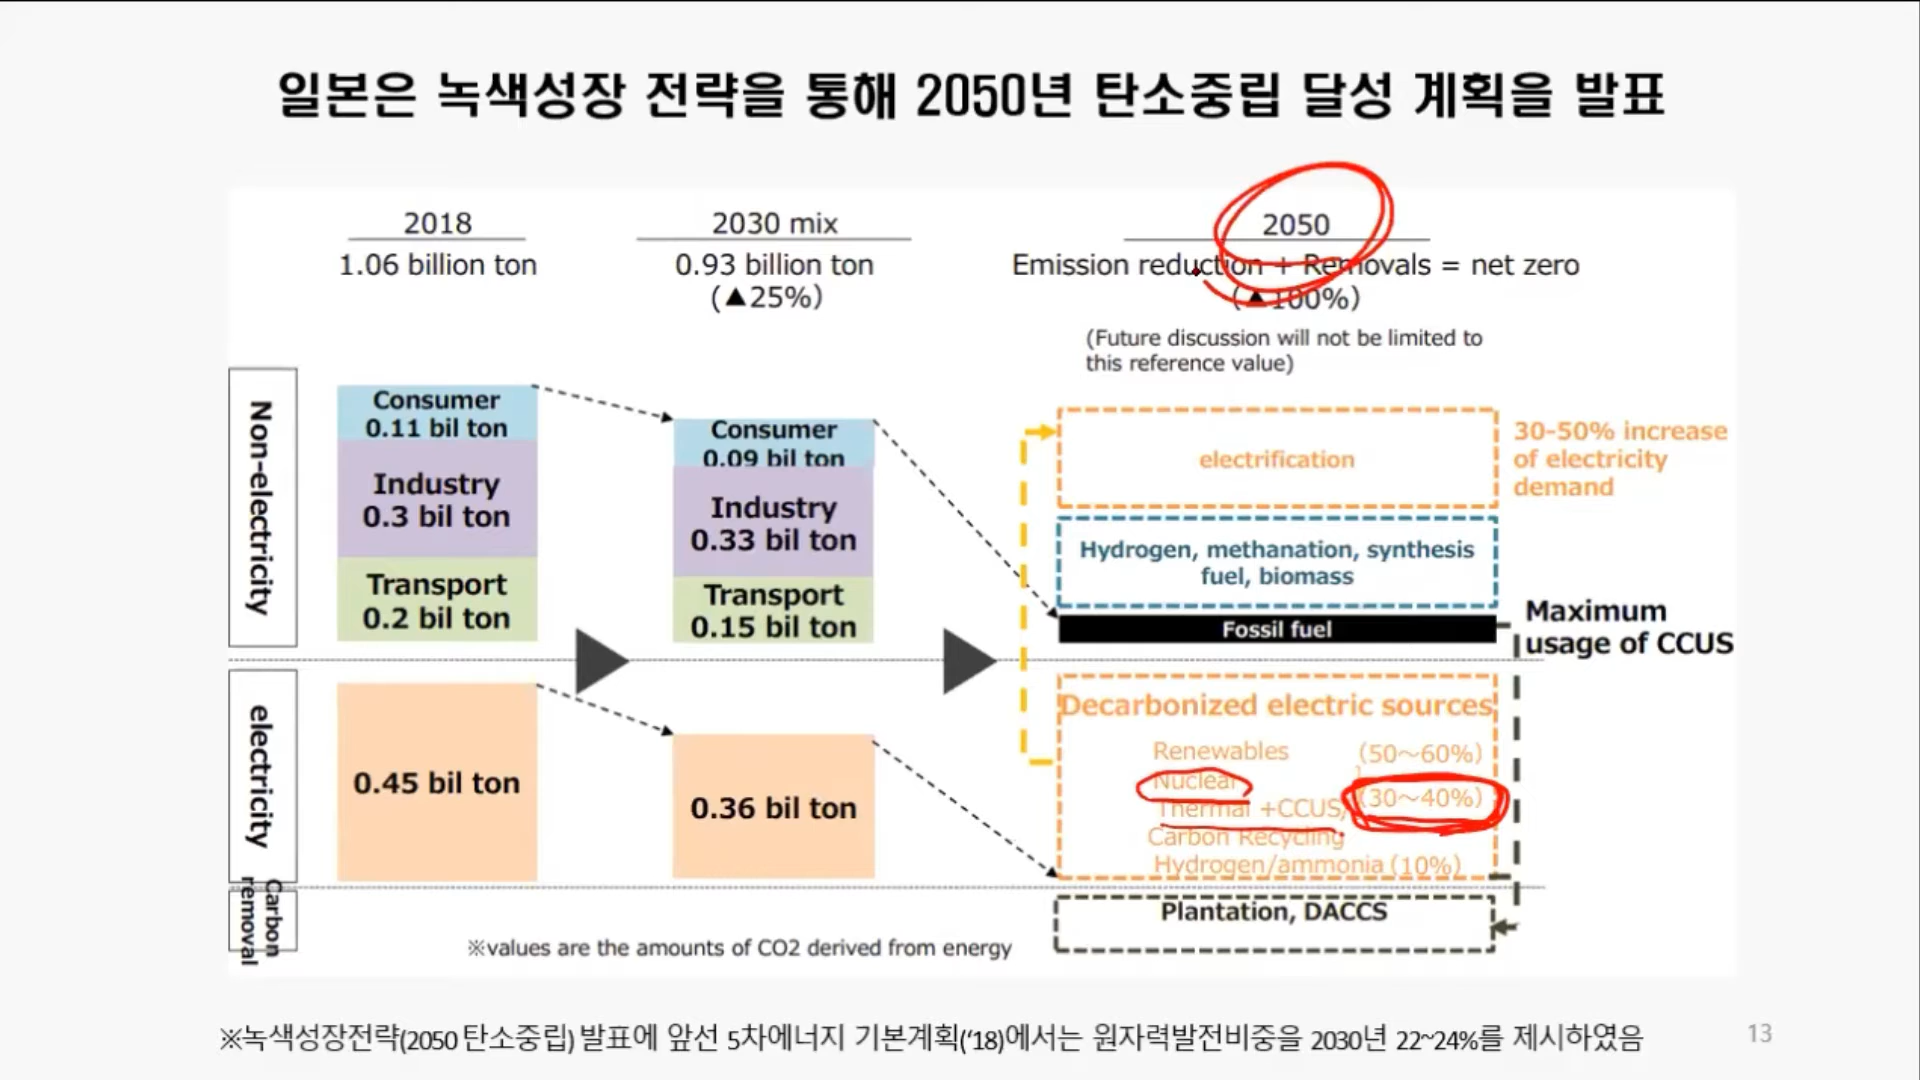 일본은 녹색성장 전략을 통해 2050년 탄소중립 달성 계획을 발표
2018
1.06 billion ton
2030 mix
0.93 billion ton
(▲25%)
2050
Emission reduction + Removals = net zero
(▲100%)
(Future discussion will not be limited to
this reference value)
Non-electricity
Consumer
0.11 bil ton
Industry
0.3 bil ton
Transport
0.2 bil ton
Consumer
0.09 bil ton
Industry
0.33 bil ton
Transport
0.15 bil ton
electrification
30-50% increase
of electricity
demand
Hydrogen, methanation, synthesis
fuel, biomass
Fossil fuel
Maximum
usage of CCUS
electricity
0.45 bil ton
0.36 bil ton
Decarbonized electric sources
Renewables (50～60%)
Nuclear
(30～40%)
Thermal +CCUS,
Carbon Recycling
Hydrogen/ammonia (10%)
Carbon
removal
Plantation, DACCS
※values are the amounts of CO2 derived from energy
※녹색성장전략(2050 탄소중립) 발표에 앞선 5차에너지 기본계획(‘18)에서는 원자력발전비중을 2030년 22~24%를 제시하였음
13